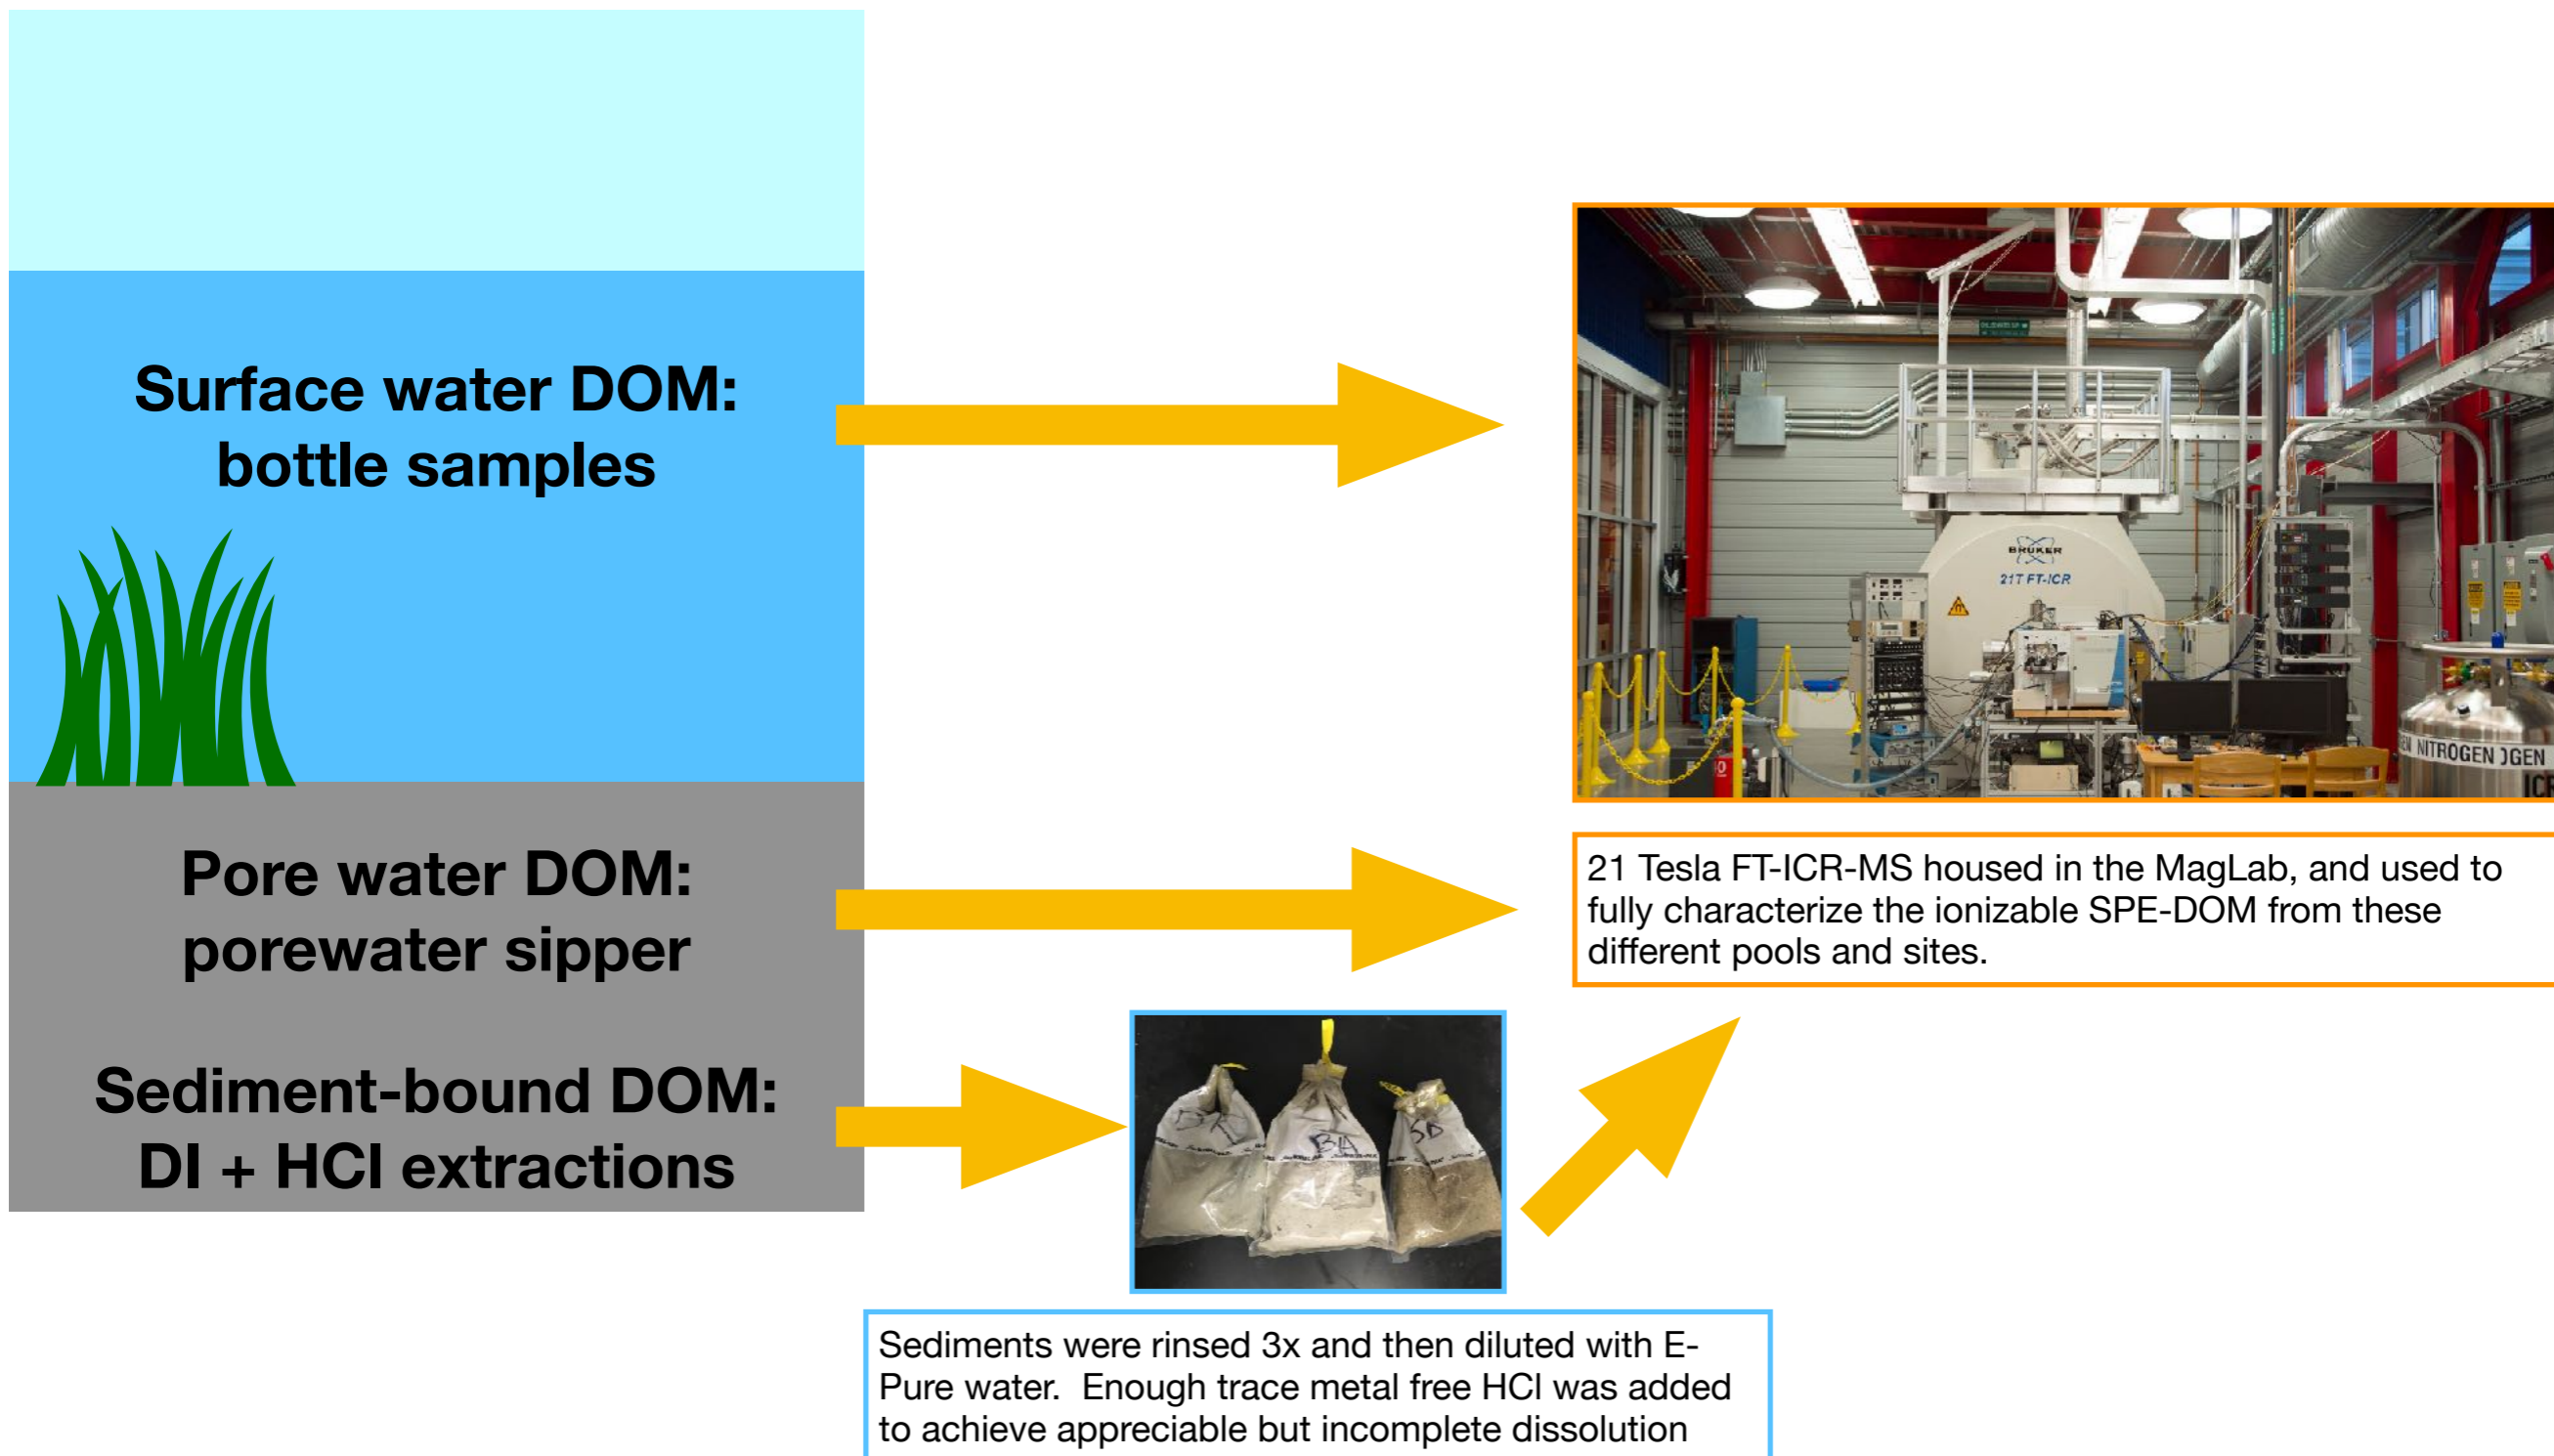 Surface water DOM:
bottle samples
BRUKER
21T FT-ICR
NITROGEN
Pore water DOM:
porewater sipper
21 Tesla FT-ICR-MS housed in the MagLab, and used to
fully characterize the ionizable SPE-DOM from these
different pools and sites.
Sediment-bound DOM:
DI + HCl extractions
BA
SD
Sediments were rinsed 3x and then diluted with E-
Pure water.  Enough trace metal free HCl was added
to achieve appreciable but incomplete dissolution